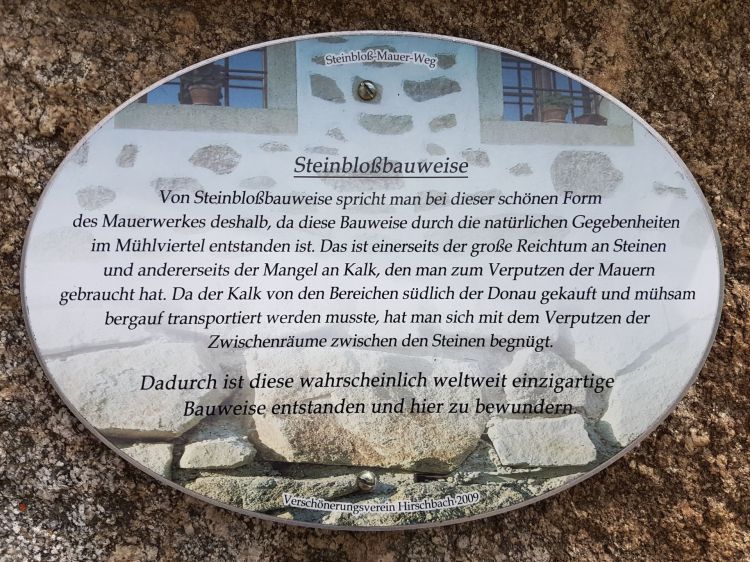 Steinbloß-Mauer-Weg
Steinbloßbauweise
Von Steinbloßbauweise spricht man bei dieser schönen Form
des Mauerwerkes deshalb, da diese Bauweise durch die natürlichen Gegebenheiten
im Mühlviertel entstanden ist. Das ist einerseits der große Reichtum an Steinen
und andererseits der Mangel an Kalk, den man zum Verputzen der Mauern
gebraucht hat. Da der Kalk von den Bereichen südlich der Donau gekauft und mühsam
bergauf transportiert werden musste, hat man sich mit dem Verputzen der
Zwischenräume zwischen den Steinen begnügt.
Dadurch ist diese wahrscheinlich weltweit einzigartige
Bauweise entstanden und hier zu bewundern.
Verschönerungsverein Hirschbach 2009